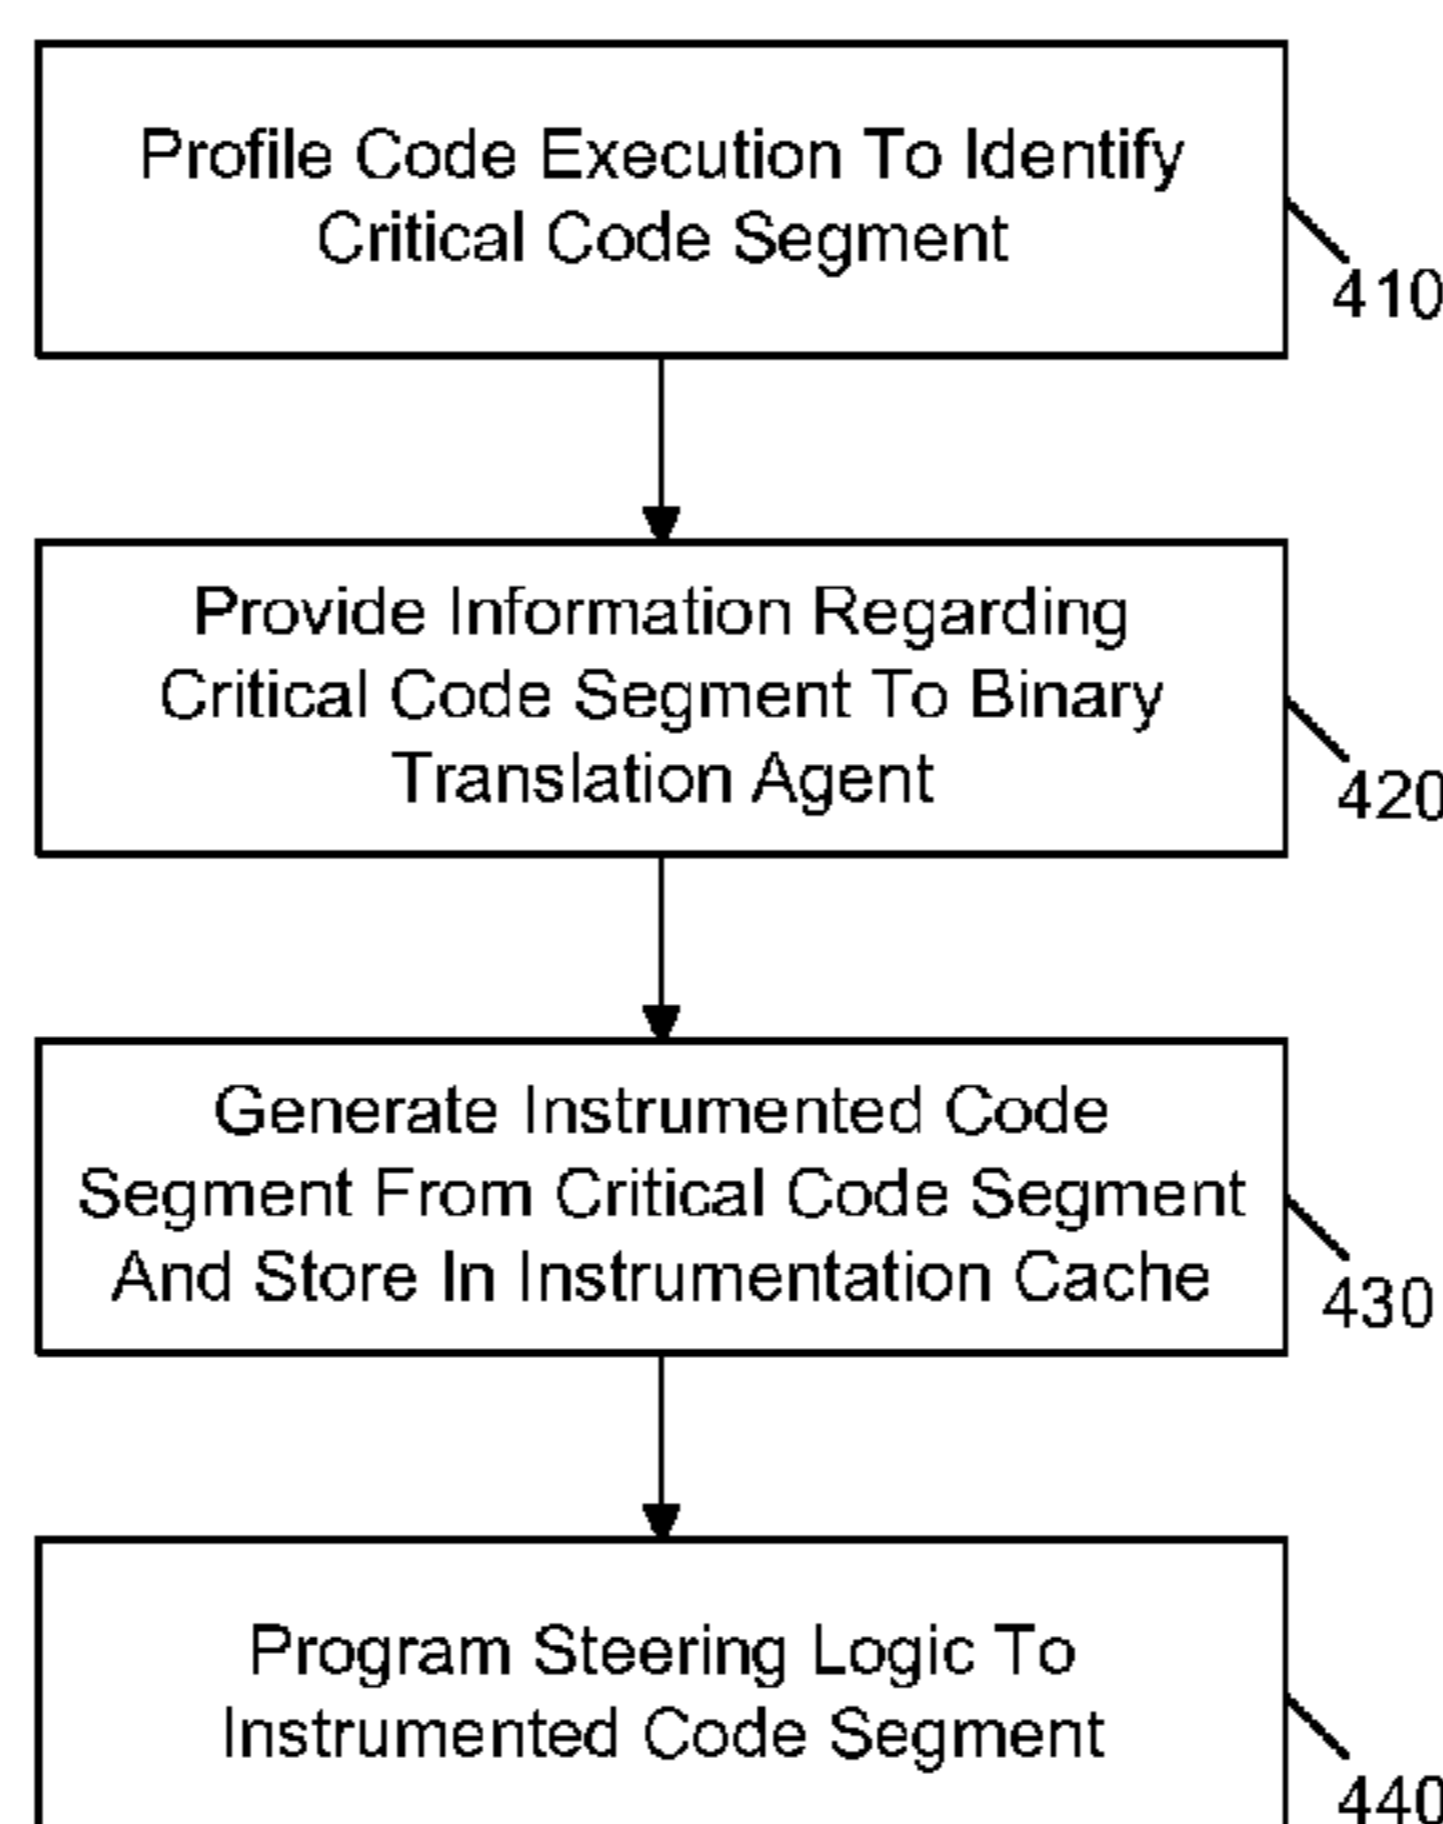 Profile Code Execution To Identify
Critical Code Segment
410
Provide Information Regarding
Critical Code Segment To Binary
Translation Agent
420
Generate Instrumented Code
Segment From Critical Code Segment
And Store In Instrumentation Cache
430
Program Steering Logic To
Instrumented Code Segment
440